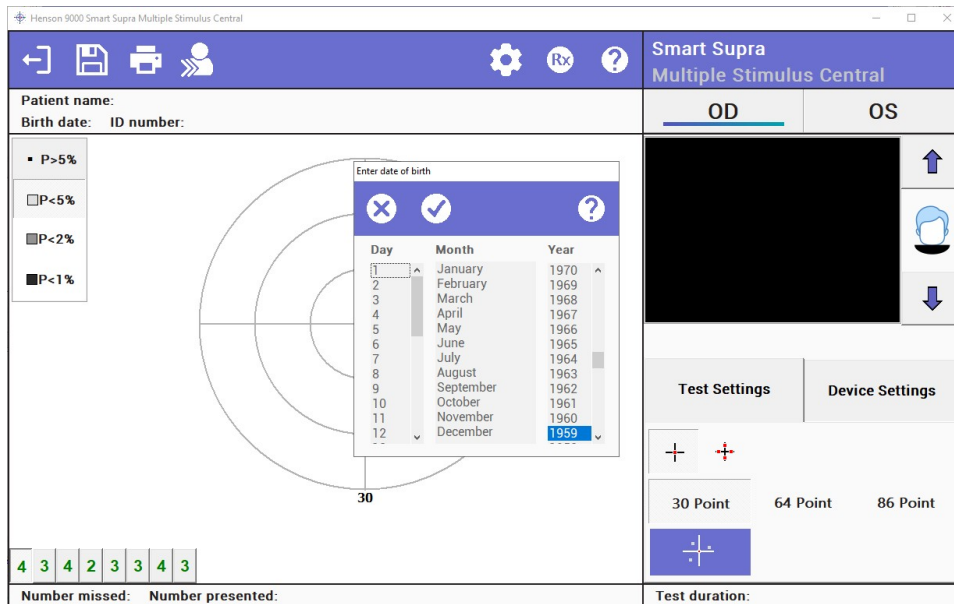 Henson 9000 Smart Supra Multiple Stimulus Central
Rx
?
Smart Supra
Multiple Stimulus Central
Patient name:
Birth date: ID number:
OD
OS
P>5%
P<5%
P<2%
P<1%
Enter date of birth
?
Day Month Year
1 January 1970
2 February 1969
3 March 1968
4 April 1967
5 May 1966
6 June 1965
7 July 1964
8 August 1963
9 September 1962
10 October 1961
11 November 1960
12 December 1959
30
Test Settings
Device Settings
30 Point 64 Point 86 Point
4 3 4 2 3 3 4 3
Number missed: Number presented:
Test duration: